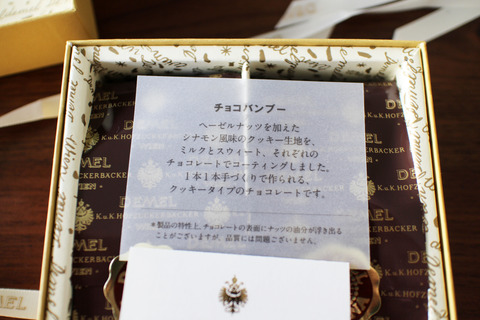 チョコバンブー
ヘーゼルナッツを加えた
シナモン風味のクッキー生地を、
ミルクとスウィート、それぞれの
チョコレートでコーティングしました。
1本1本手づくりで作られる、
クッキータイプのチョコレートです。
＊製品の特性上、チョコレートの表面にナッツの油分が浮き出る
ことがございますが、品質には問題ございません。
DEMEL
WIEN
DEMEL
K.u.K.HOFZ
DEMEL